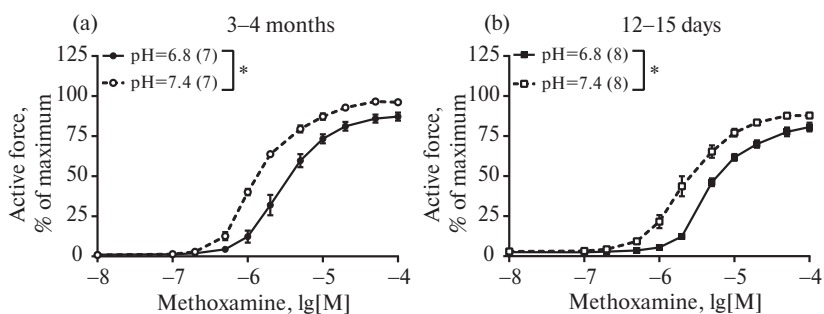 (a) 3–4 months
pH=6.8 (7)
pH=7.4 (7)
*
125
100
75
50
25
0
Active force,
% of maximum
–8 –7 –6 –5 –4
Methoxamine, lg[M]
(b) 12–15 days
pH=6.8 (8)
pH=7.4 (8)
*
125
100
75
50
25
0
Active force,
% of maximum
–8 –7 –6 –5 –4
Methoxamine, lg[M]